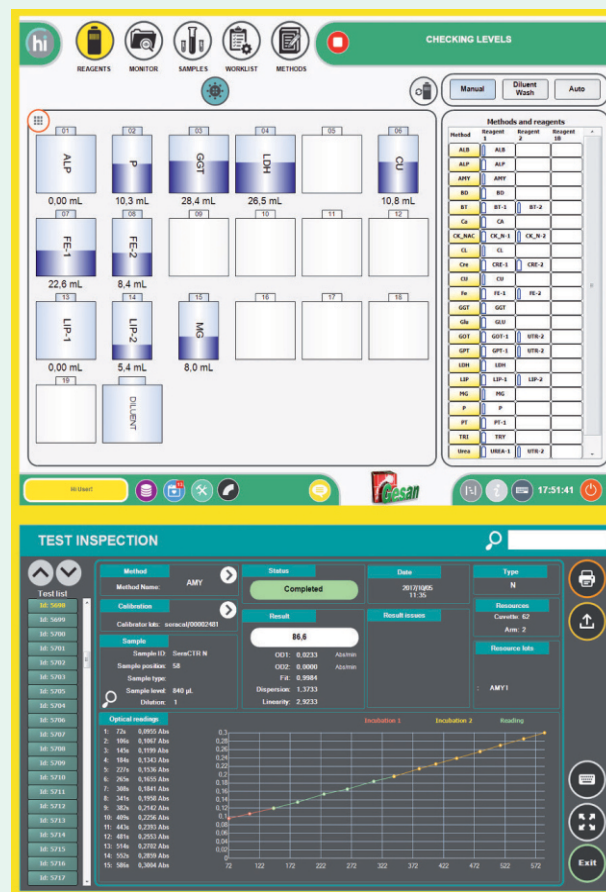 hi
CHECKING LEVELS
REAGENTS MONITOR SAMPLES WORKLIST METHODS
Manual Diluent Wash Auto
01 02 03 04 05 06
ALP P GGT LDH CU
0,00 mL 10,3 mL 28,4 mL 26,5 mL 10,8 mL
07 08 09 10 11 12
FE-1 FE-2
22,6 mL 8,4 mL
13 14 15 16 17 18
LIP-1 LIP-2 MG
0,00 mL 5,4 mL 8,0 mL
19
DILUENT
Methods and reagents
Method Reagent 1 Reagent 2 Reagent 1B
ALB ALB
ALP ALP
AMY AMY
BD BD
BT BT-1 BT-2
Ca CA
CK_NAC CK_N-1 CK_N-2
CL CL
Cre CRE-1 CRE-2
CU CU
Fe FE-1 FE-2
GGT GGT
Glu GLU
GOT GOT-1 UTR-2
GPT GPT-1 UTR-2
LDH LDH
LIP LIP-1 LIP-2
MG MG
P P
PT PT-1
TRI TRY
Urea UREA-1 UTR-2
Hi User!
Gesan
17:51:41
TEST INSPECTION
Test list
Id: 5698
Id: 5699
Id: 5700
Id: 5701
Id: 5702
Id: 5703
Id: 5705
Id: 5704
Id: 5706
Id: 5707
Id: 5708
Id: 5709
Id: 5710
Id: 5711
Id: 5712
Id: 5713
Id: 5714
Id: 5715
Id: 5716
Id: 5717
Method
Method Name: AMY
Calibration
Calibrator lots: soracal/00002481
Sample
Sample ID SeraCTR N
Sample position: 58
Sample type:
Sample level: 840 µL
Dilution: 1
Status
Completed
Result
86,6
OD1: 0,0233 Abs/min
OD2: 0,0000 Abs/min
Fit: 0,9984
Dispersion: 1,3733
Linearity: 2,9233
Date
2017/10/05
11:35
Result issues
Type
N
Resources
Cuvette: 62
Arm: 2
Resource lots
: AMY1
Optical readings
1: 72s 0,0955 Abs
2: 106s 0,1067 Abs
3: 145s 0,1199 Abs
4: 184s 0,1343 Abs
5: 227s 0,1536 Abs
6: 265s 0,1655 Abs
7: 308s 0,1841 Abs
8: 341s 0,1958 Abs
9: 382s 0,2142 Abs
10: 409s 0,2256 Abs
11: 443s 0,2393 Abs
12: 481s 0,2553 Abs
13: 514s 0,2702 Abs
14: 552s 0,2859 Abs
15: 586s 0,3004 Abs
Incubation 1 Incubation 2 Reading
0,3
0,28
0,26
0,24
0,22
0,2
0,18
0,16
0,14
0,12
0,1
0,08
0,06
0,04
0,02
0
72 122 172 222 272 322 372 422 472 522 572
Exit